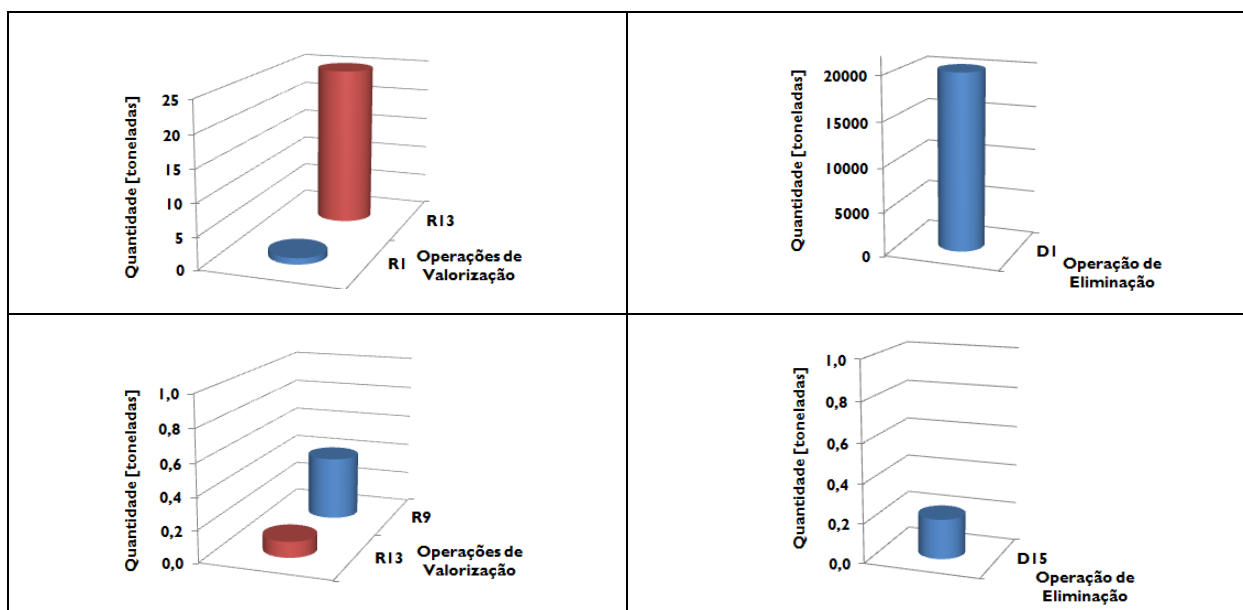 Quantidade [toneladas]
25
20
15
10
5
0
R13
R1
Operações de
Valorização
Quantidade [toneladas]
20000
15000
10000
5000
0
D1
Operação de
Eliminação
Quantidade [toneladas]
1,0
0,8
0,6
0,4
0,2
0,0
R9
R13
Operações de
Valorização
Quantidade [toneladas]
1,0
0,8
0,6
0,4
0,2
0,0
D15
Operação de
Eliminação